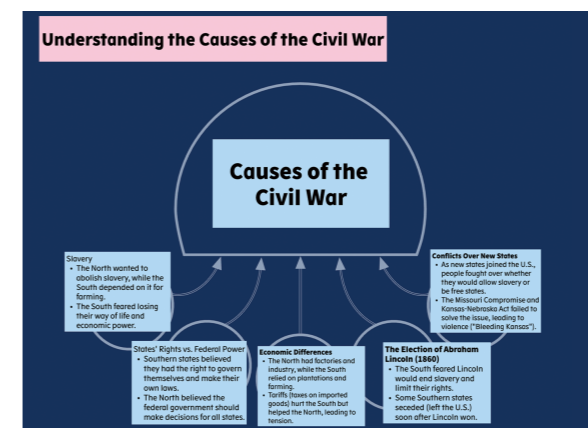 Understanding the Causes of the Civil War
Causes of the
Civil War
Slavery
• The North wanted to
abolish slavery, while the
South depended on it for
farming.
• The South feared losing
their way of life and
economic power.
States' Rights vs. Federal Power
• Southern states believed
they had the right to govern
themselves and make their
own laws.
• The North believed the
federal government should
make decisions for all states.
Economic Differences
• The North had factories and
industry, while the South
relied on plantations and
farming.
• Tariffs (taxes on imported
goods) hurt the South but
helped the North, leading to
tension.
The Election of Abraham
Lincoln (1860)
• The South feared Lincoln
would end slavery and
limit their rights.
• Some Southern states
seceded (left the U.S.)
soon after Lincoln won.
Conflicts Over New States
• As new states joined the U.S.,
people fought over whether
they would allow slavery or
be free states.
• The Missouri Compromise and
Kansas-Nebraska Act failed to
solve the issue, leading to
violence ("Bleeding Kansas").